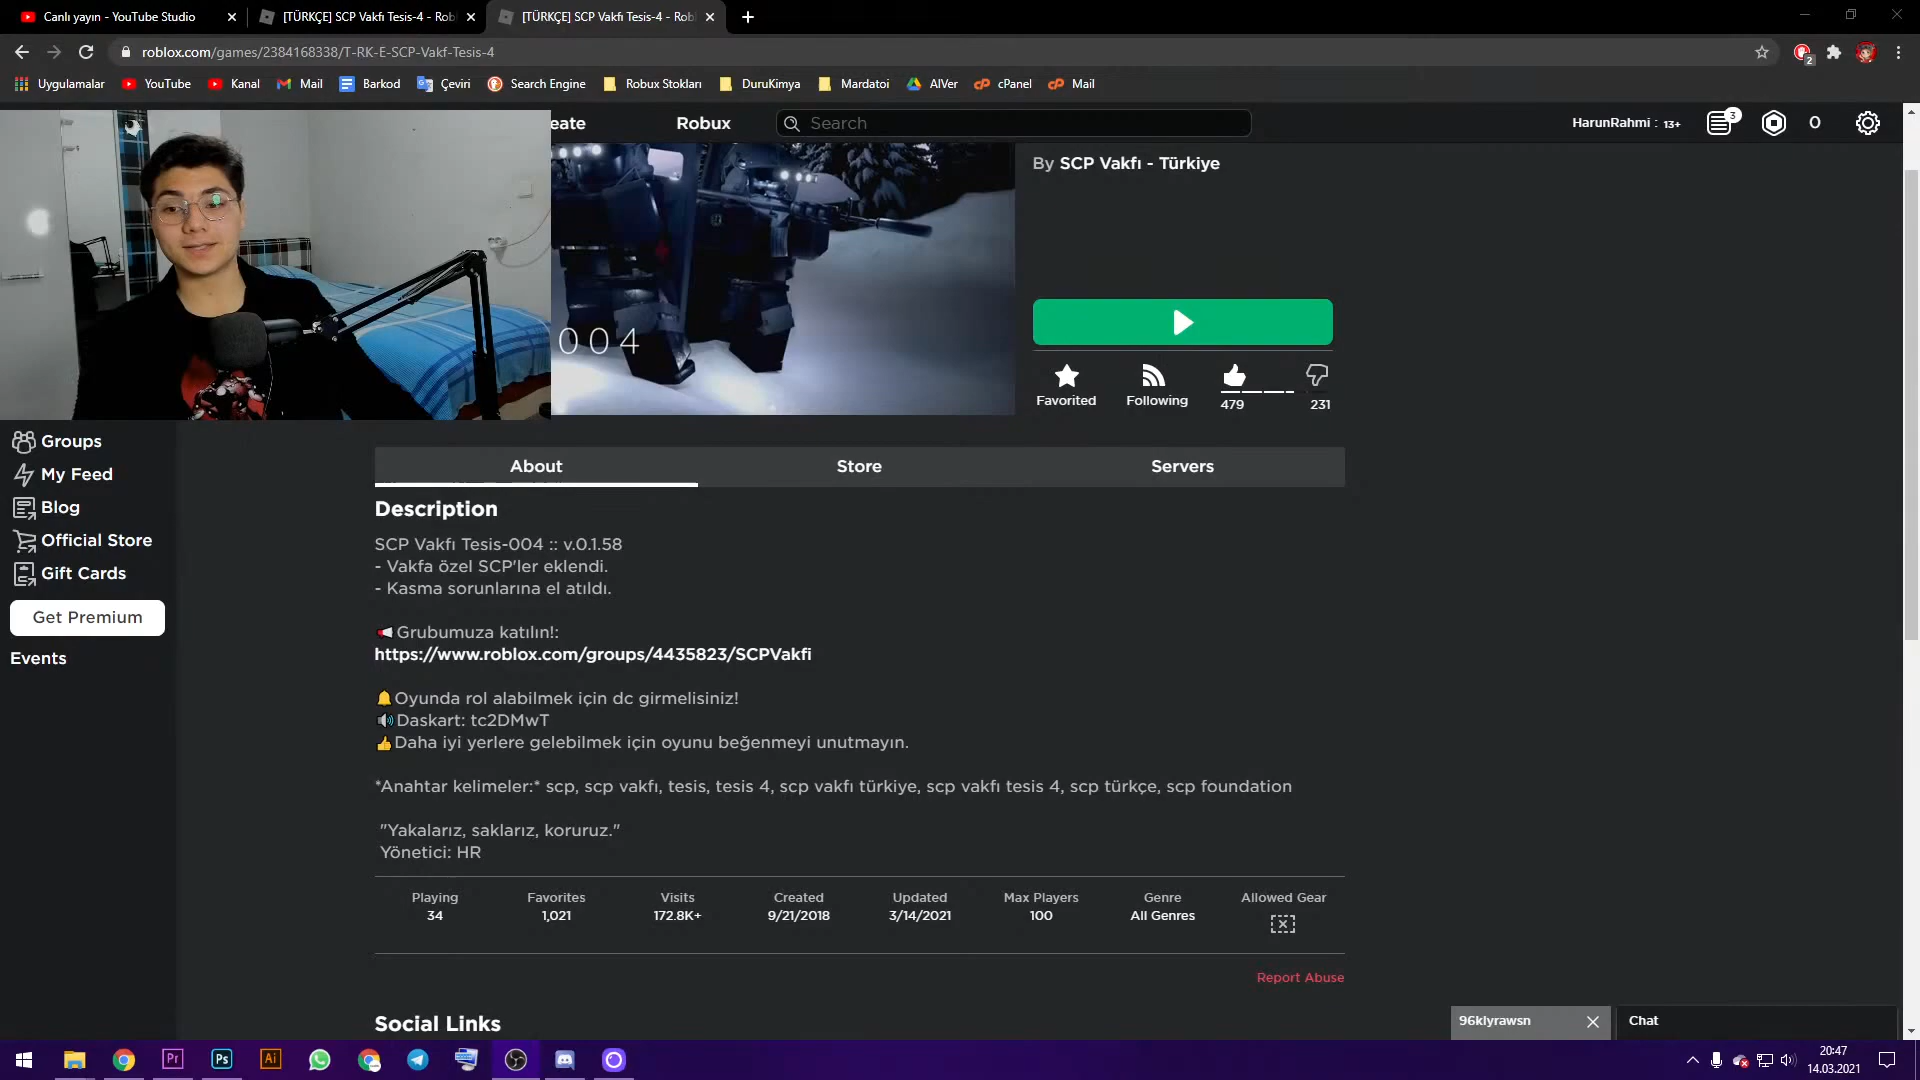 Canlı yayın - YouTube Studio
[TÜRKÇE] SCP Vakfı Tesis-4 - Rob
[TÜRKÇE] SCP Vakfı Tesis-4 - Rob
roblox.com/games/2384168338/T-RK-E-SCP-Vakf-Tesis-4
2
Uygulamalar
YouTube
Kanal
Mail
Barkod
Çeviri
Search Engine
Robux Stokları
DuruKimya
Mardatoi
AlVer
cPanel
Mail
eate
Robux
Search
HarunRahmi : 13+
3
0
By SCP Vakfı - Türkiye
004
Favorited
Following
479
231
Groups
My Feed
Blog
Official Store
Gift Cards
Get Premium
Events
About
Store
Servers
Description
SCP Vakfı Tesis-004 :: v.0.1.58
- Vakfa özel SCP'ler eklendi.
- Kasma sorunlarına el atıldı.
📢Grubumuza katılın!:
https://www.roblox.com/groups/4435823/SCPVakfi
🔔Oyunda rol alabilmek için dc girmelisiniz!
🔊Daskart: tc2DMwT
👍Daha iyi yerlere gelebilmek için oyunu beğenmeyi unutmayın.
*Anahtar kelimeler:* scp, scp vakfı, tesis, tesis 4, scp vakfı türkiye, scp vakfı tesis 4, scp türkçe, scp foundation
"Yakalarız, saklarız, koruruz."
Yönetici: HR
Playing
34
Favorites
1,021
Visits
172.8K+
Created
9/21/2018
Updated
3/14/2021
Max Players
100
Genre
All Genres
Allowed Gear
Report Abuse
Social Links
96klyrawsn
Chat
Pr
Ps
Ai
20:47
14.03.2021